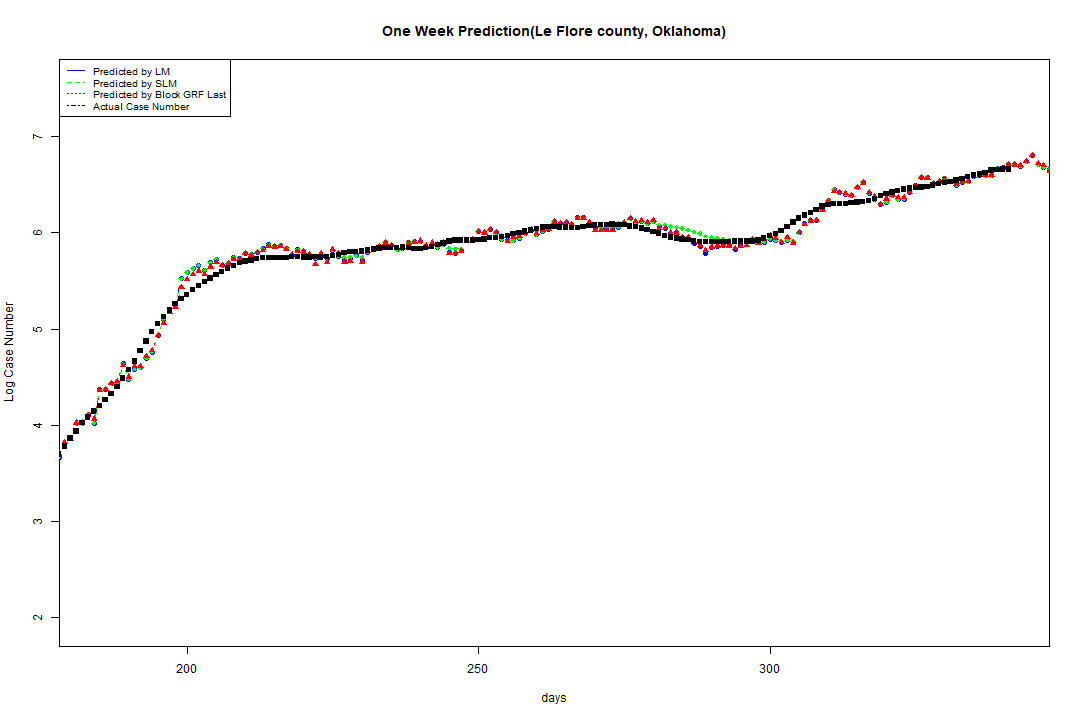 One Week Prediction(Le Flore county, Oklahoma)
Predicted by LM
Predicted by SLM
Predicted by Block GRF Last
Actual Case Number
7
6
5
4
3
2
Log Case Number
200 250 300
days